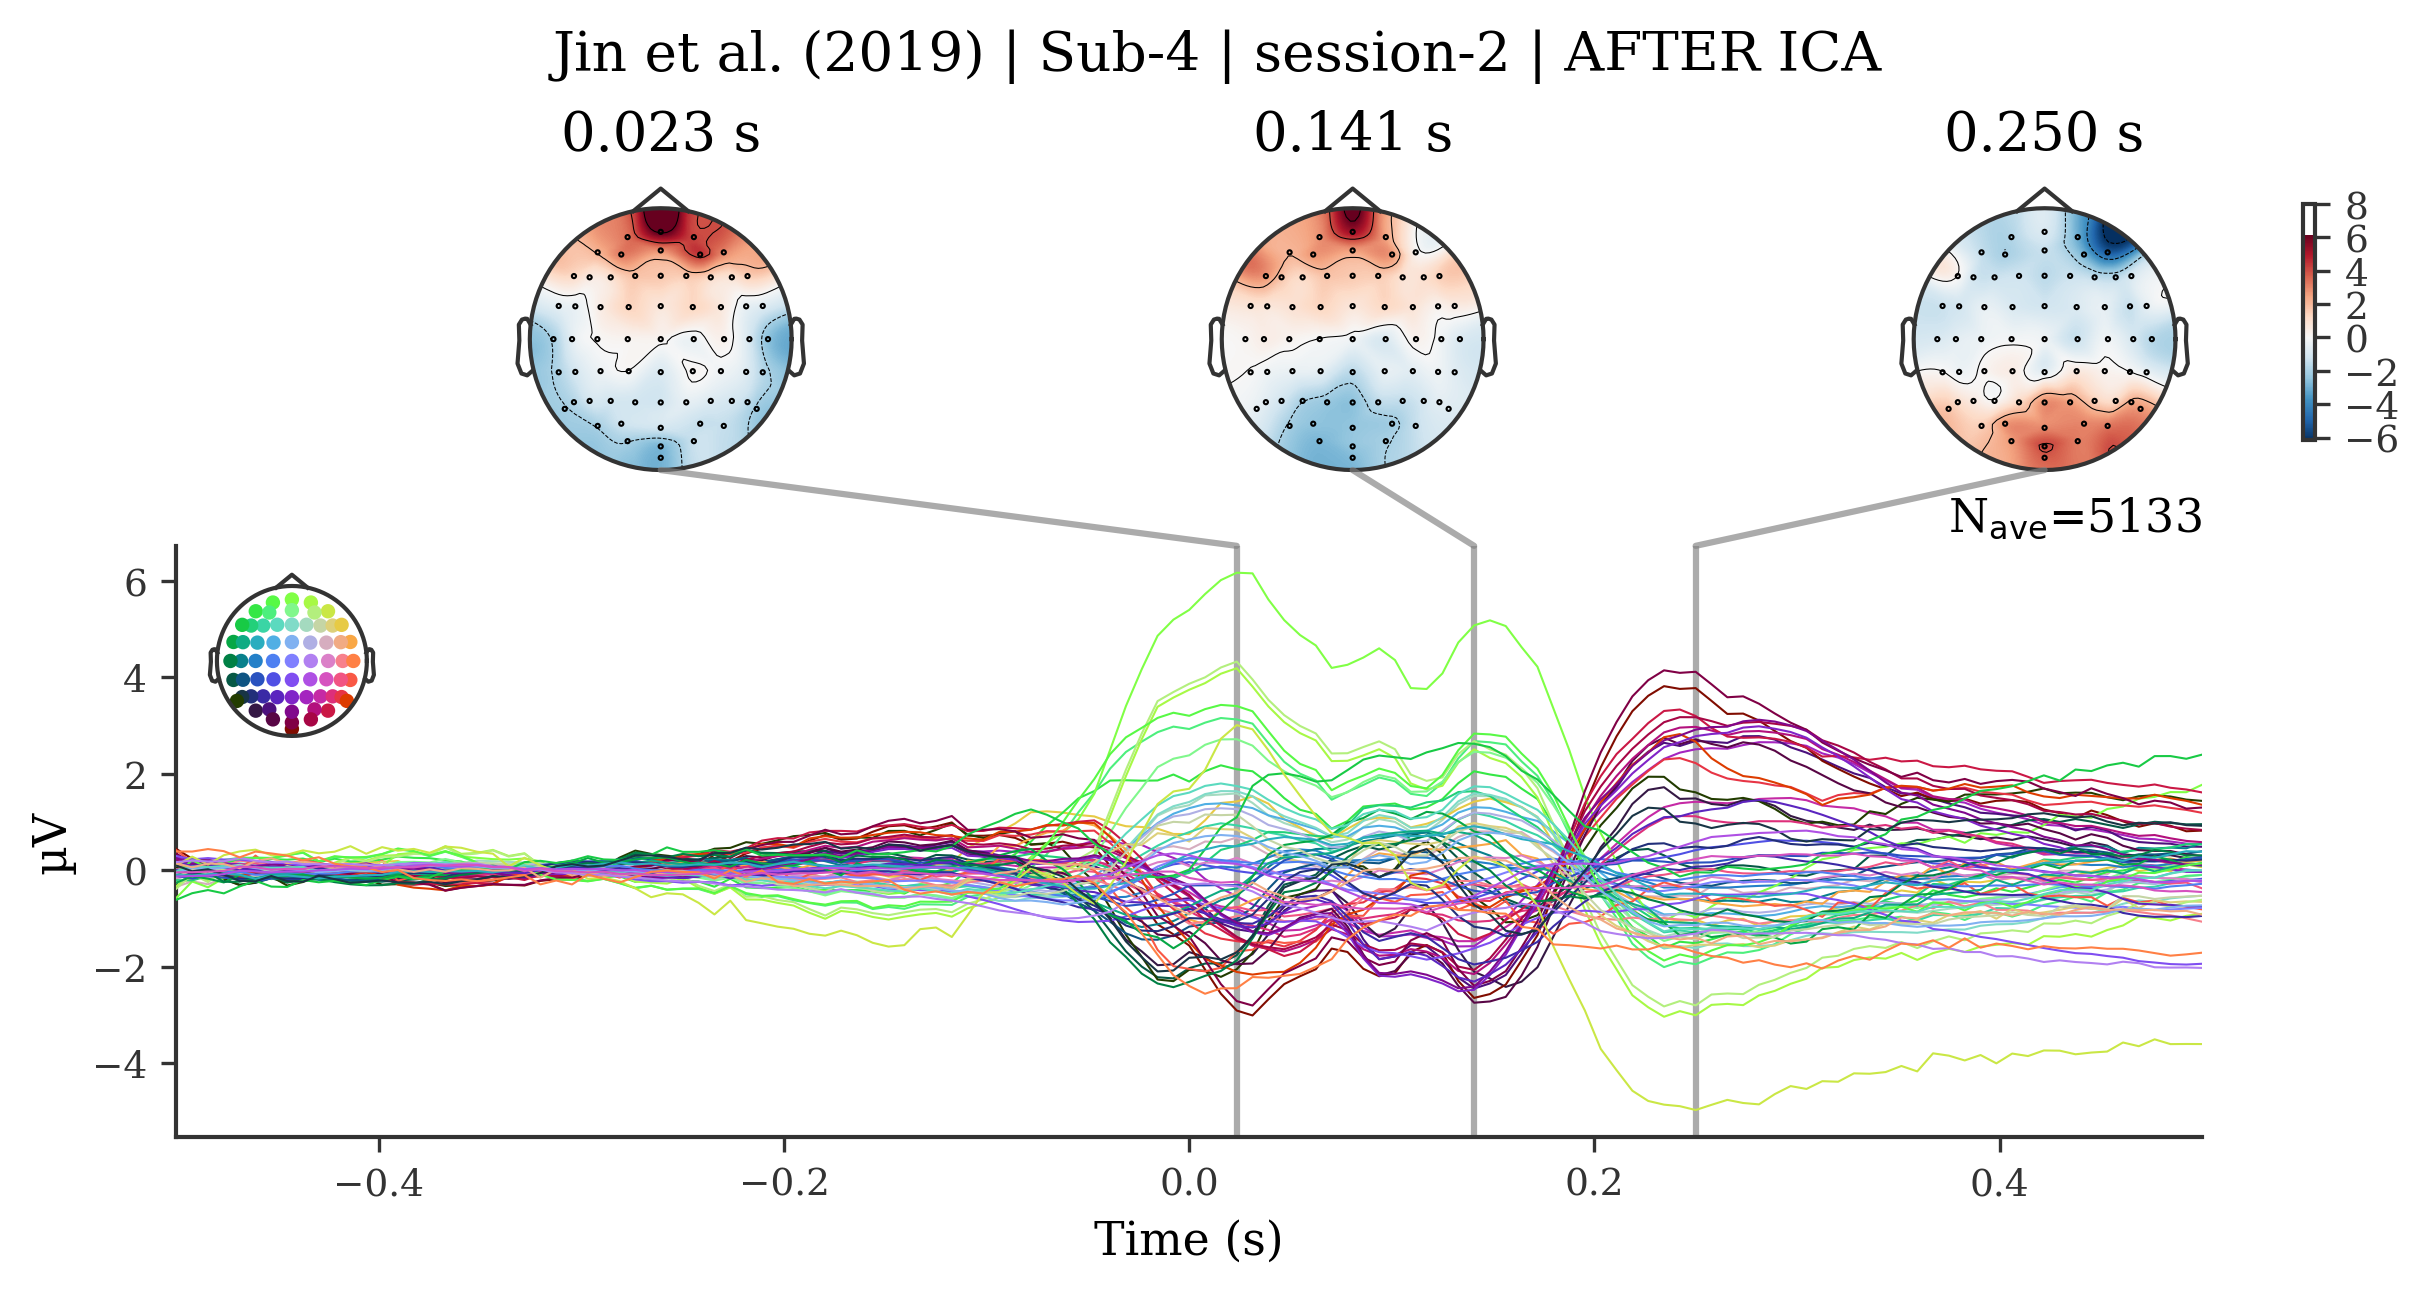 Jin et al. (2019) | Sub-4 | session-2 | AFTER ICA
0.023 s
0.141 s
0.250 s
8
6
4
2
0
−2
−4
−6
Nave=5133
6
4
2
0
−2
−4
µV
−0.4
−0.2
0.0
0.2
0.4
Time (s)